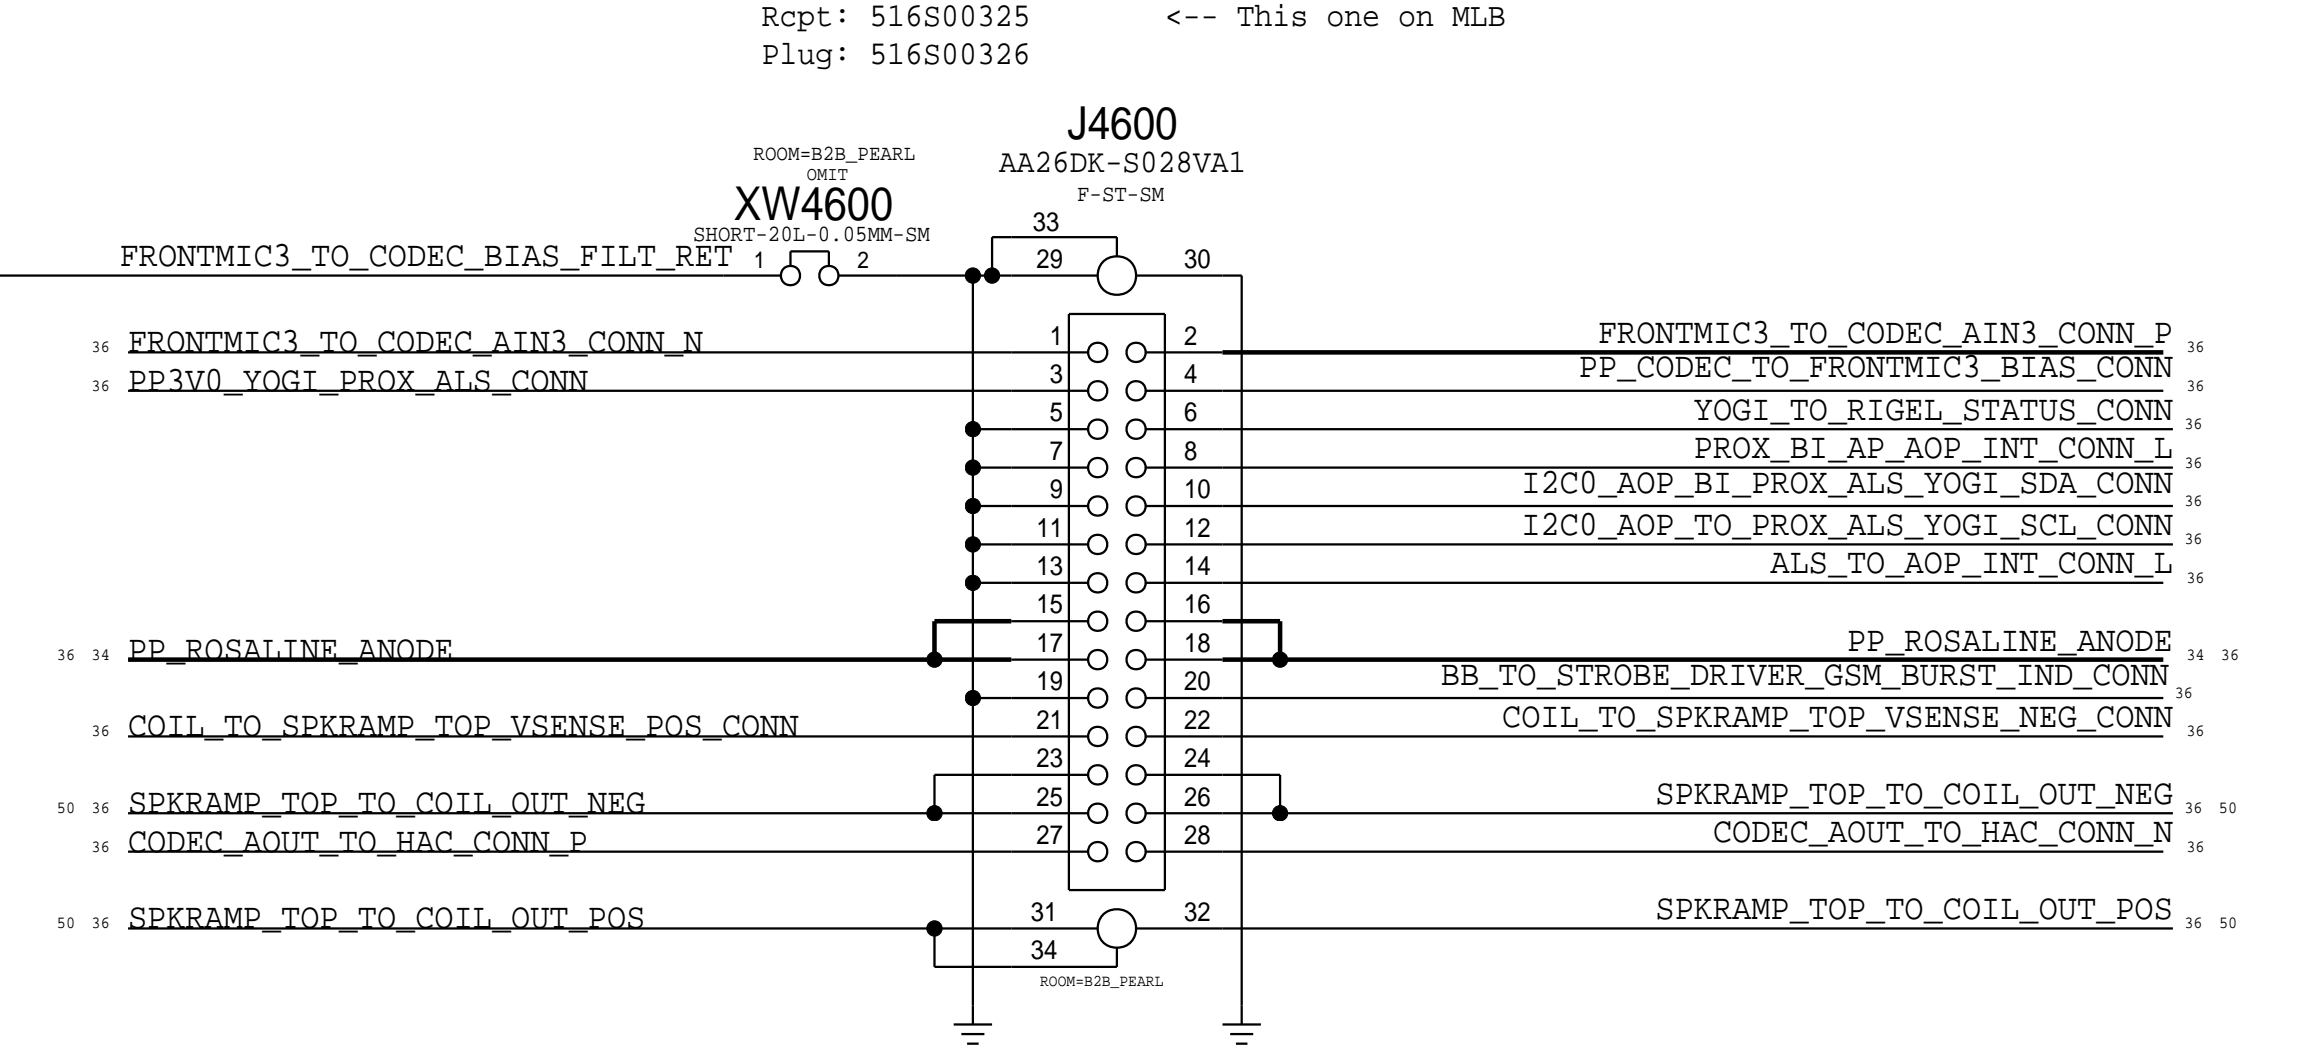 Rcpt: 516S00325 <-- This one on MLB
Plug: 516S00326
J4600
AA26DK-S028VA1
F-ST-SM
ROOM=B2B_PEARL
OMIT
XW4600
SHORT-20L-0.05MM-SM
33
FRONTMIC3_TO_CODEC_BIAS_FILT_RET 1 2 29 30
36 FRONTMIC3_TO_CODEC_AIN3_CONN_N 1 2 FRONTMIC3_TO_CODEC_AIN3_CONN_P 36
36 PP3V0_YOGI_PROX_ALS_CONN 3 4 PP_CODEC_TO_FRONTMIC3_BIAS_CONN 36
5 6 YOGI_TO_RIGEL_STATUS_CONN 36
7 8 PROX_BI_AP_AOP_INT_CONN_L 36
9 10 I2C0_AOP_BI_PROX_ALS_YOGI_SDA_CONN 36
11 12 I2C0_AOP_TO_PROX_ALS_YOGI_SCL_CONN 36
13 14 ALS_TO_AOP_INT_CONN_L 36
15 16
36 34 PP_ROSALINE_ANODE 17 18 PP_ROSALINE_ANODE 34 36
19 20 BB_TO_STROBE_DRIVER_GSM_BURST_IND_CONN 36
36 COIL_TO_SPKRAMP_TOP_VSENSE_POS_CONN 21 22 COIL_TO_SPKRAMP_TOP_VSENSE_NEG_CONN 36
23 24
50 36 SPKRAMP_TOP_TO_COIL_OUT_NEG 25 26 SPKRAMP_TOP_TO_COIL_OUT_NEG 36 50
36 CODEC_AOUT_TO_HAC_CONN_P 27 28 CODEC_AOUT_TO_HAC_CONN_N 36
50 36 SPKRAMP_TOP_TO_COIL_OUT_POS 31 32 SPKRAMP_TOP_TO_COIL_OUT_POS 36 50
34
ROOM=B2B_PEARL